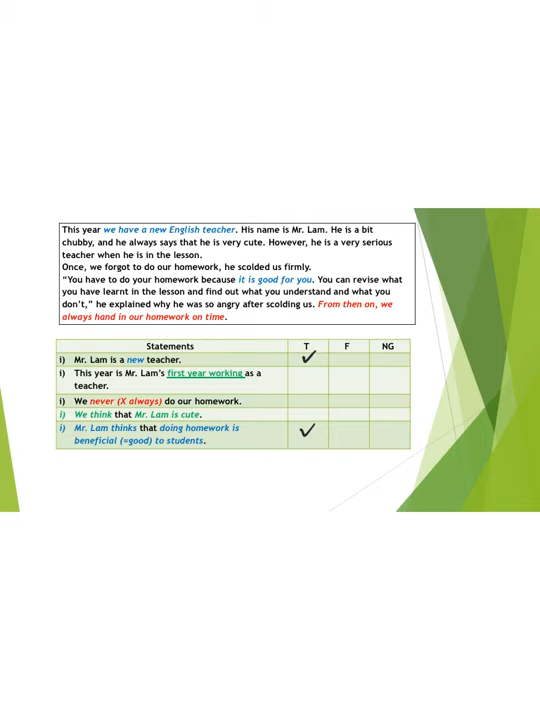 This year we have a new English teacher. His name is Mr. Lam. He is a bit
chubby, and he always says that he is very cute. However, he is a very serious
teacher when he is in the lesson.
Once, we forgot to do our homework, he scolded us firmly.
“You have to do your homework because it is good for you. You can revise what
you have learnt in the lesson and find out what you understand and what you
don’t,” he explained why he was so angry after scolding us. From then on, we
always hand in our homework on time.
Statements T F NG
i) Mr. Lam is a new teacher. ✓
i) This year is Mr. Lam’s first year working as a
teacher.
i) We never (X always) do our homework.
i) We think that Mr. Lam is cute.
i) Mr. Lam thinks that doing homework is ✓
beneficial (=good) to students.